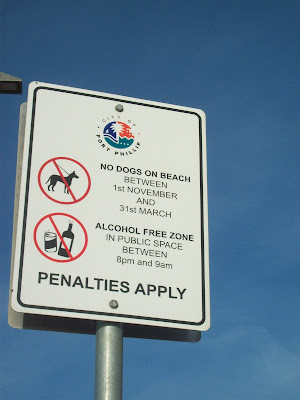 CITY OF
PORT PHILLIP
NO DOGS ON BEACH
BETWEEN
1st NOVEMBER
AND
31st MARCH
ALCOHOL FREE ZONE
IN PUBLIC SPACE
BETWEEN
8pm and 9am
PENALTIES APPLY